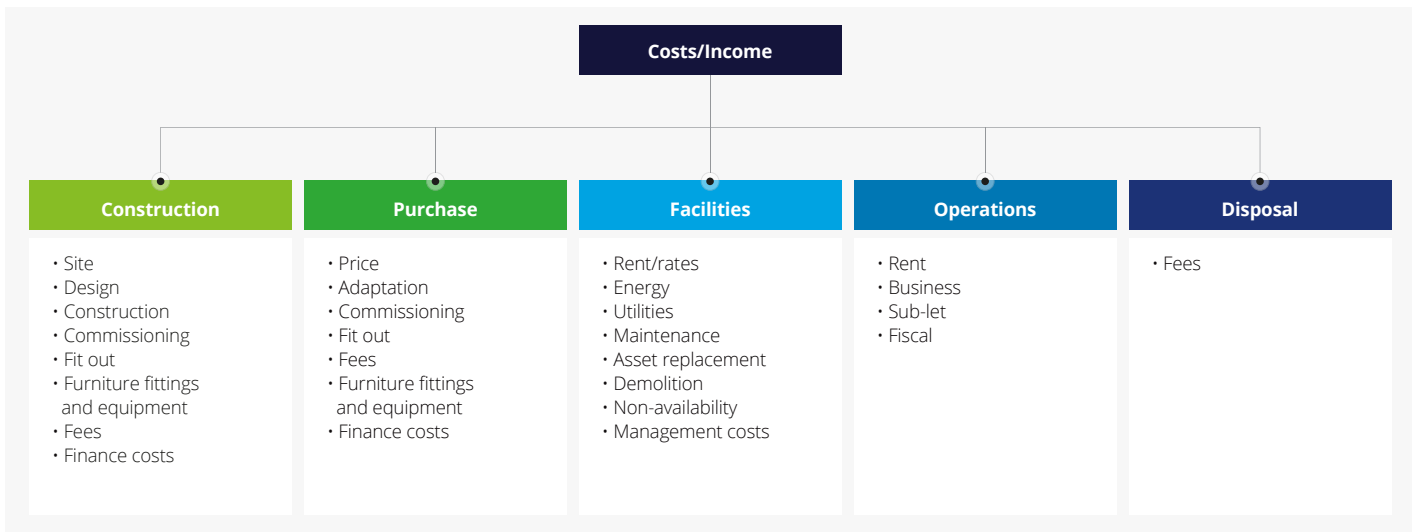 Costs/Income
Construction
• Site
• Design
• Construction
• Commissioning
• Fit out
• Furniture fittings
and equipment
• Fees
• Finance costs
Purchase
• Price
• Adaptation
• Commissioning
• Fit out
• Fees
• Furniture fittings
and equipment
• Finance costs
Facilities
• Rent/rates
• Energy
• Utilities
• Maintenance
• Asset replacement
• Demolition
• Non-availability
• Management costs
Operations
• Rent
• Business
• Sub-let
• Fiscal
Disposal
• Fees